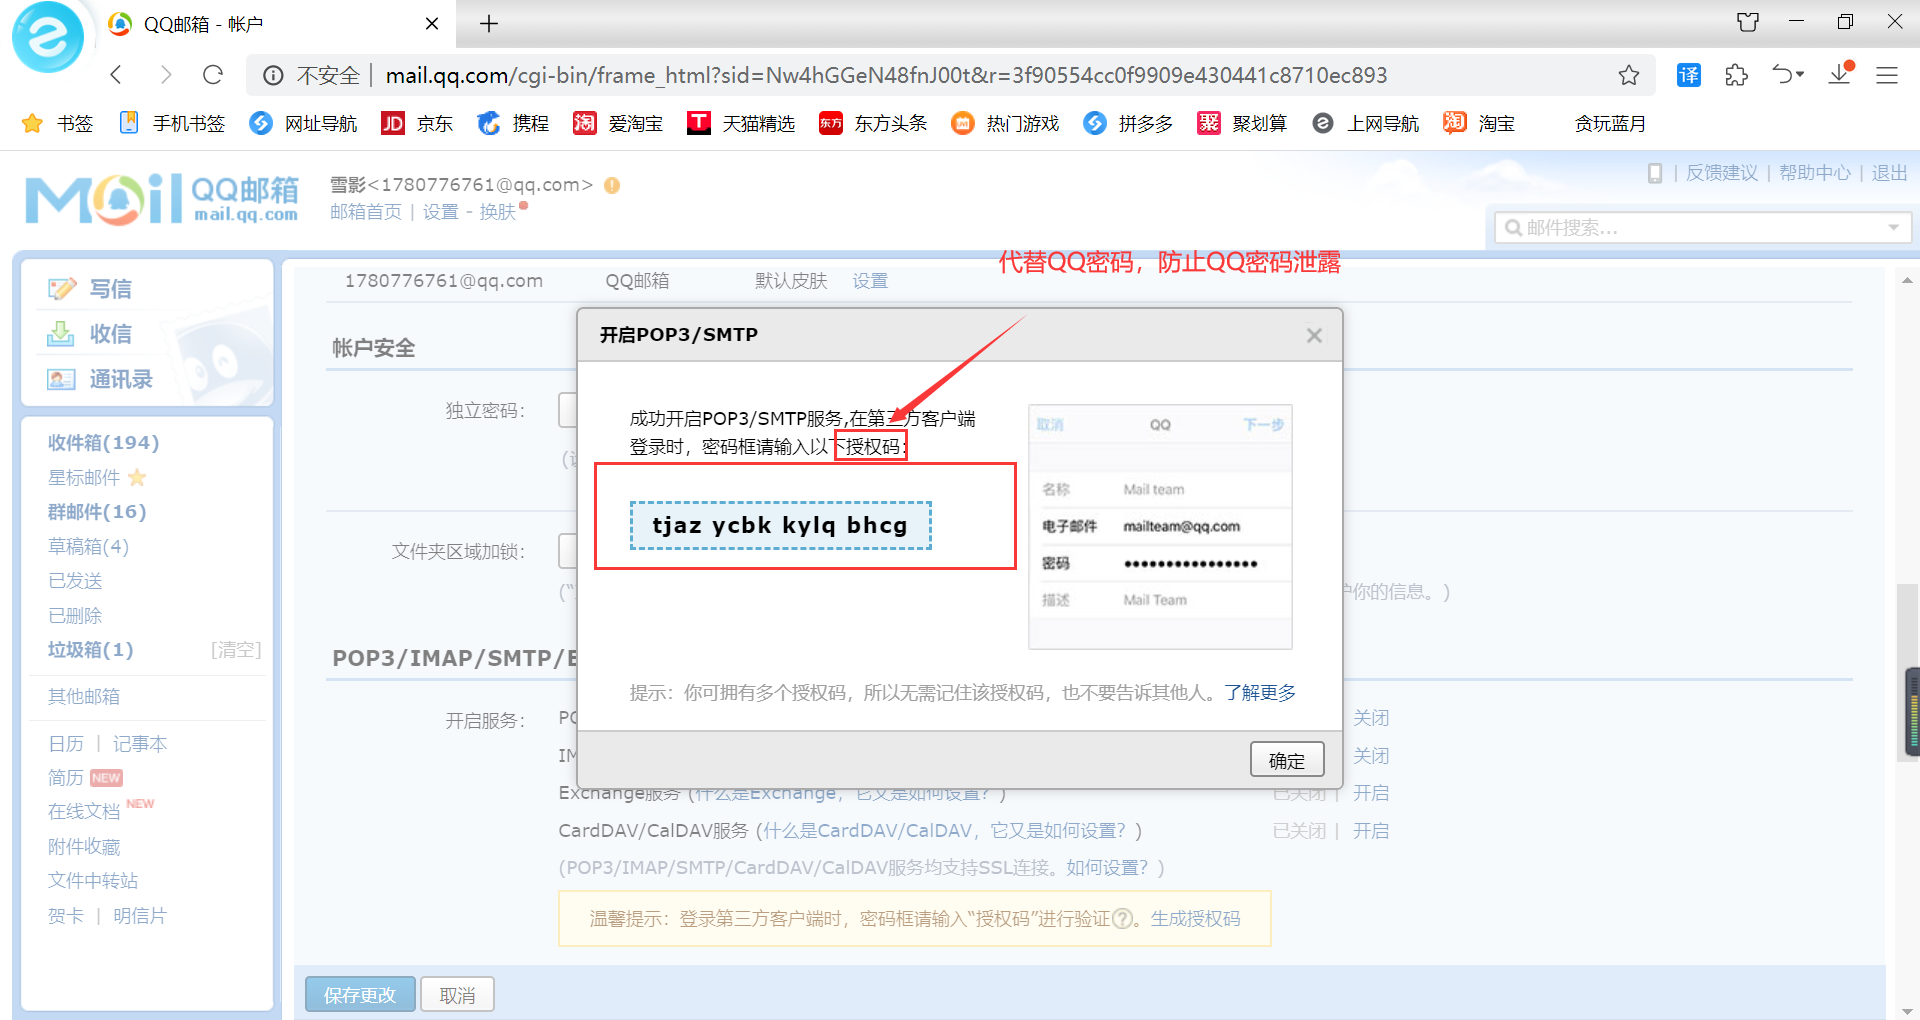 QQ邮箱 - 帐户
不安全 | mail.qq.com/cgi-bin/frame_html?sid=Nw4hGGeN48fnJ00t&r=3f90554cc0f9909e430441c8710ec893
译
书签 手机书签 网址导航 JD 京东 携程 淘 爱淘宝 T 天猫精选 东方 东方头条 热门游戏 拼多多 聚 聚划算 上网导航 淘 淘宝 贪玩蓝月
Mail QQ邮箱
mail.qq.com
雪影<1780776761@qq.com>
邮箱首页 | 设置 - 换肤
| 反馈建议 | 帮助中心 | 退出
邮件搜索...
代替QQ密码，防止QQ密码泄露
写信
收信
通讯录
收件箱(194)
星标邮件
群邮件(16)
草稿箱(4)
已发送
已删除
垃圾箱(1) [清空]
其他邮箱
日历 | 记事本
简历 NEW
在线文档 NEW
附件收藏
文件中转站
贺卡 | 明信片
1780776761@qq.com QQ邮箱 默认皮肤 设置
帐户安全
独立密码：
文件夹区域加锁：
户你的信息。)
POP3/IMAP/SMTP/E
开启服务：
关闭
关闭
Exchange服务 (什么是Exchange，它又是如何设置？) 已关闭 | 开启
CardDAV/CalDAV服务 (什么是CardDAV/CalDAV，它又是如何设置？) 已关闭 | 开启
(POP3/IMAP/SMTP/CardDAV/CalDAV服务均支持SSL连接。如何设置？)
温馨提示：登录第三方客户端时，密码框请输入“授权码”进行验证?。生成授权码
保存更改 取消
开启POP3/SMTP
成功开启POP3/SMTP服务,在第三方客户端
登录时，密码框请输入以下授权码：
tjaz ycbk kylq bhcg
取消 QQ 下一步
名称 Mail team
电子邮件 mailteam@qq.com
密码 ••••••••••••••••
描述 Mail Team
提示：你可拥有多个授权码，所以无需记住该授权码，也不要告诉其他人。了解更多
确定